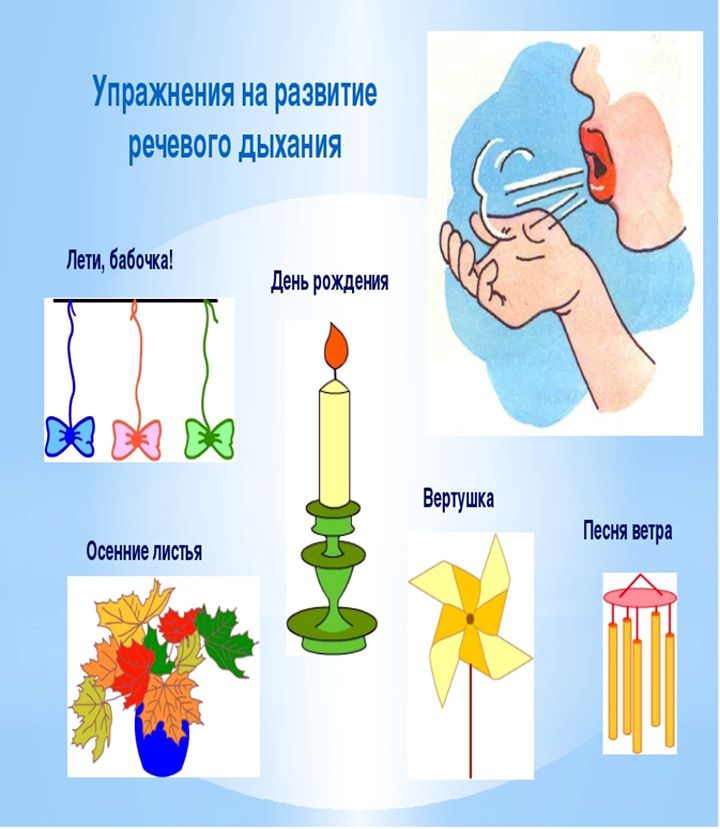 Упражнения на развитие
речевого дыхания
Лети, бабочка!
День рождения
Вертушка
Песня ветра
Осенние листья